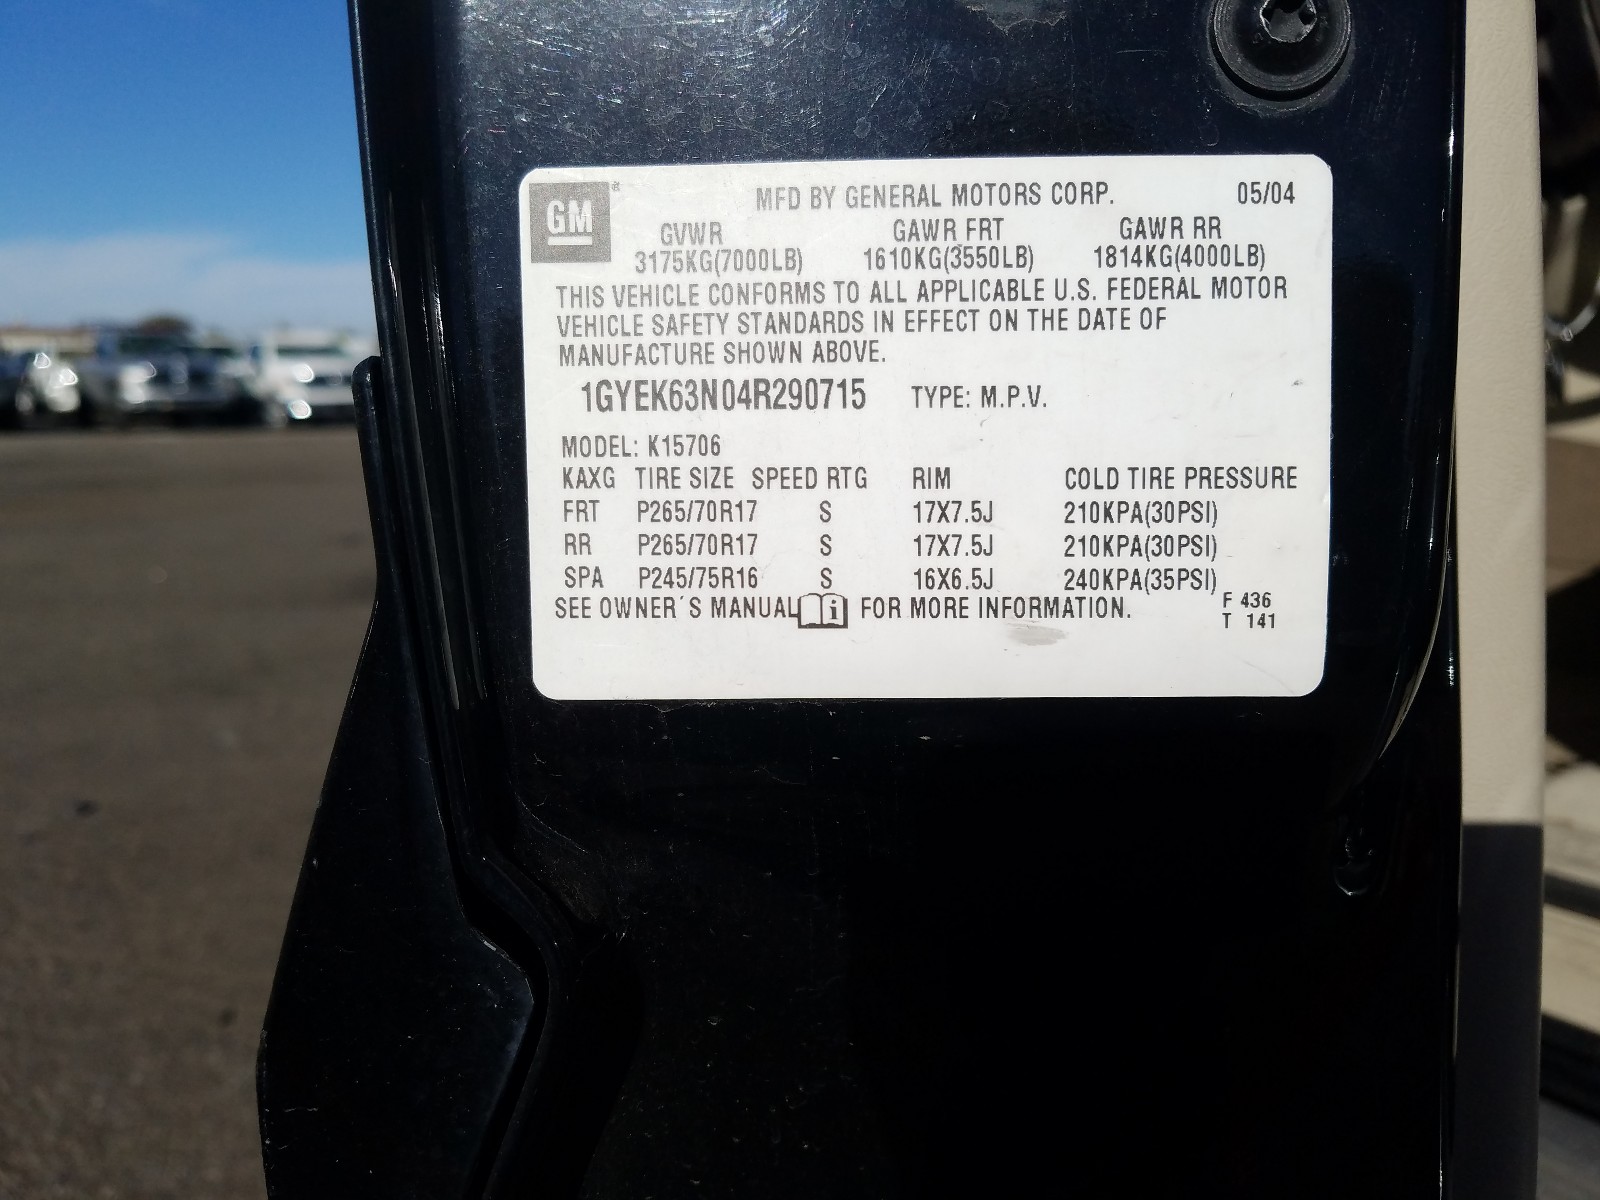 GM
MFD BY GENERAL MOTORS CORP. 05/04
GVWR GAWR FRT GAWR RR
3175KG(7000LB) 1610KG(3550LB) 1814KG(4000LB)
THIS VEHICLE CONFORMS TO ALL APPLICABLE U.S. FEDERAL MOTOR
VEHICLE SAFETY STANDARDS IN EFFECT ON THE DATE OF
MANUFACTURE SHOWN ABOVE.
1GYEK63N04R290715 TYPE: M.P.V.
MODEL: K15706
KAXG TIRE SIZE SPEED RTG RIM COLD TIRE PRESSURE
FRT P265/70R17 S 17X7.5J 210KPA(30PSI)
RR P265/70R17 S 17X7.5J 210KPA(30PSI)
SPA P245/75R16 S 16X6.5J 240KPA(35PSI)
SEE OWNER´S MANUAL i FOR MORE INFORMATION.
F 436
T 141